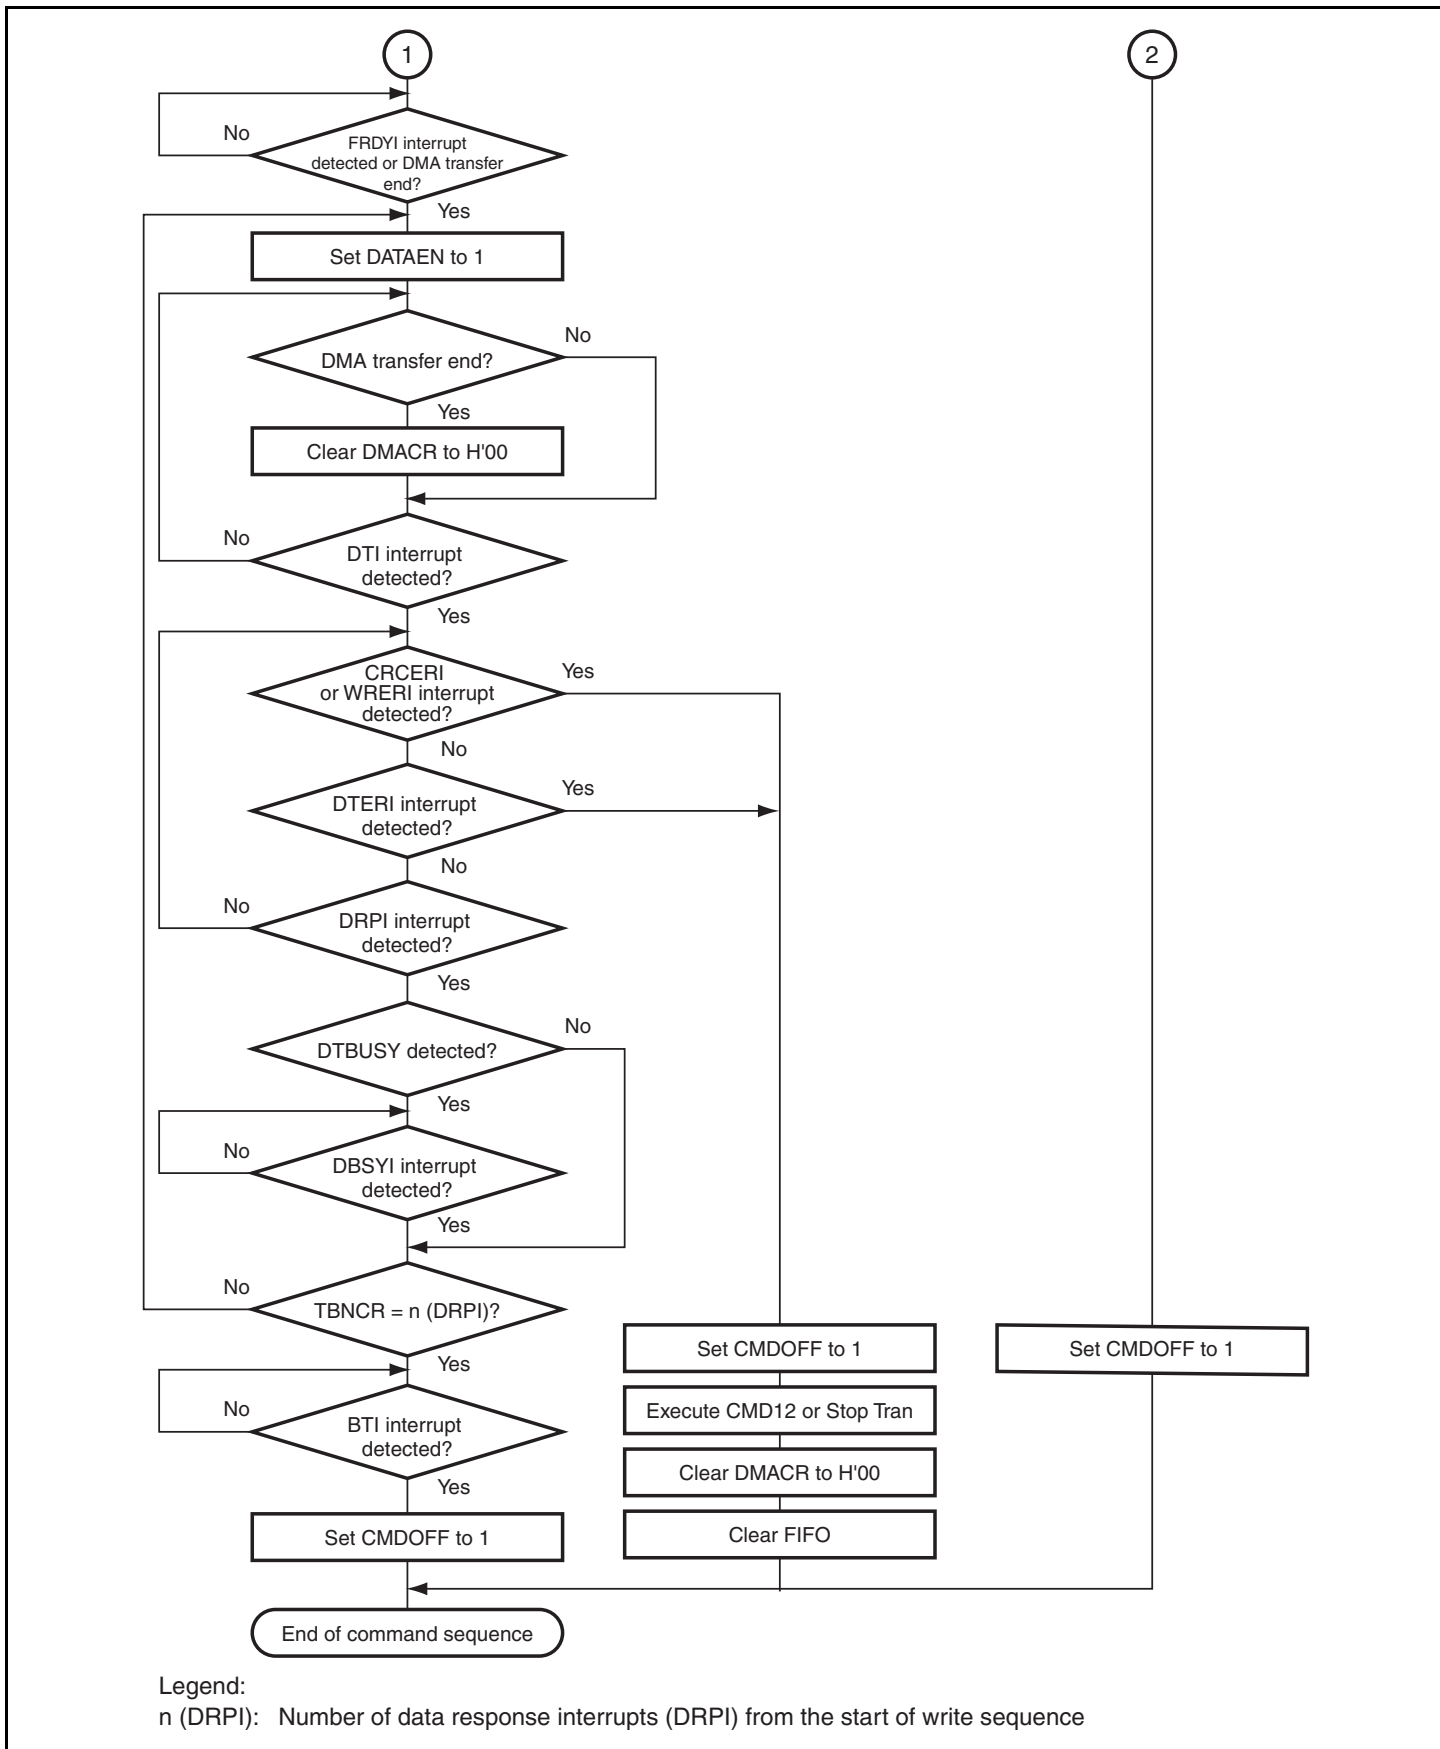 1
2
No
FRDYI interrupt
detected or DMA transfer
end?
Yes
Set DATAEN to 1
No
DMA transfer end?
Yes
Clear DMACR to H'00
No
DTI interrupt
detected?
Yes
CRCERI
or WRERI interrupt
detected?
Yes
No
DTERI interrupt
detected?
Yes
No
No
DRPI interrupt
detected?
Yes
No
DTBUSY detected?
Yes
No
DBSYI interrupt
detected?
Yes
No
TBNCR = n (DRPI)?
Yes
No
BTI interrupt
detected?
Yes
Set CMDOFF to 1
Set CMDOFF to 1
Execute CMD12 or Stop Tran
Clear DMACR to H'00
Clear FIFO
Set CMDOFF to 1
End of command sequence
Legend:
n (DRPI): Number of data response interrupts (DRPI) from the start of write sequence